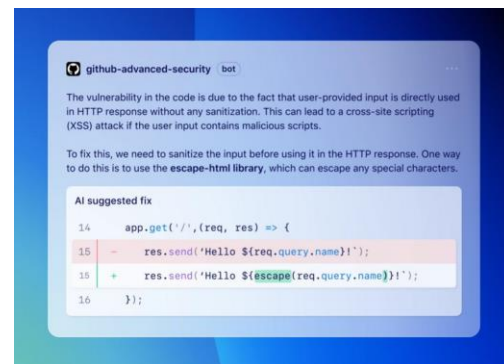 github-advanced-security bot
The vulnerability in the code is due to the fact that user-provided input is directly used
in HTTP response without any sanitization. This can lead to a cross-site scripting
(XSS) attack if the user input contains malicious scripts.
To fix this, we need to sanitize the input before using it in the HTTP response. One way
to do this is to use the escape-html library, which can escape any special characters.
AI suggested fix
14 app.get('/',(req, res) => {
15 - res.send('Hello ${req.query.name}!`);
15 + res.send('Hello ${escape(req.query.name)}!`);
16 });